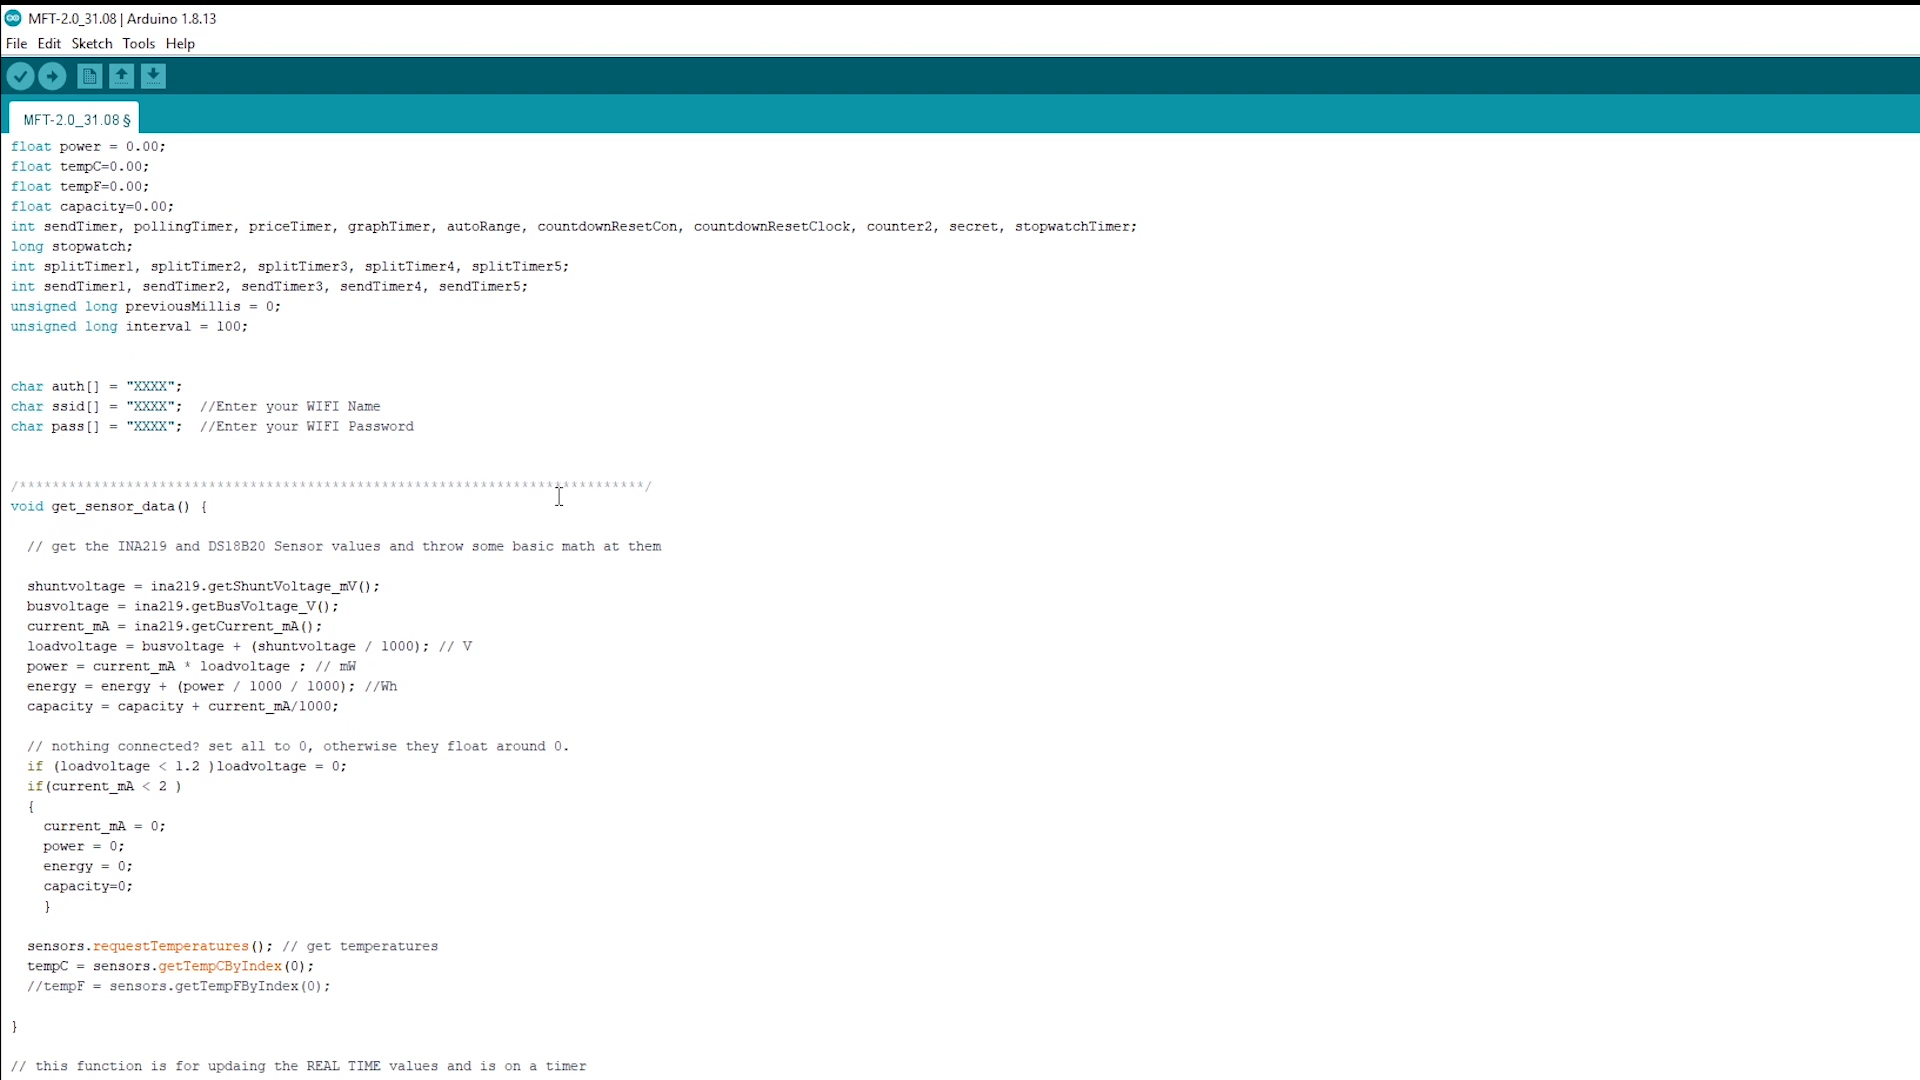 MFT-2.0_31.08 | Arduino 1.8.13
File Edit Sketch Tools Help
MFT-2.0_31.08 §
float power = 0.00;
float tempC=0.00;
float tempF=0.00;
float capacity=0.00;
int sendTimer, pollingTimer, priceTimer, graphTimer, autoRange, countdownResetCon, countdownResetClock, counter2, secret, stopwatchTimer;
long stopwatch;
int splitTimer1, splitTimer2, splitTimer3, splitTimer4, splitTimer5;
int sendTimer1, sendTimer2, sendTimer3, sendTimer4, sendTimer5;
unsigned long previousMillis = 0;
unsigned long interval = 100;
char auth[] = "XXXX";
char ssid[] = "XXXX";  //Enter your WIFI Name
char pass[] = "XXXX";  //Enter your WIFI Password
/****************************************************************************/
void get_sensor_data() {
  // get the INA219 and DS18B20 Sensor values and throw some basic math at them
  shuntvoltage = ina219.getShuntVoltage_mV();
  busvoltage = ina219.getBusVoltage_V();
  current_mA = ina219.getCurrent_mA();
  loadvoltage = busvoltage + (shuntvoltage / 1000); // V
  power = current_mA * loadvoltage ; // mW
  energy = energy + (power / 1000 / 1000); //Wh
  capacity = capacity + current_mA/1000;
  // nothing connected? set all to 0, otherwise they float around 0.
  if (loadvoltage < 1.2 )loadvoltage = 0;
  if(current_mA < 2 )
  {
    current_mA = 0;
    power = 0;
    energy = 0;
    capacity=0;
    }
  sensors.requestTemperatures(); // get temperatures
  tempC = sensors.getTempCByIndex(0);
  //tempF = sensors.getTempFByIndex(0);
}
// this function is for updaing the REAL TIME values and is on a timer